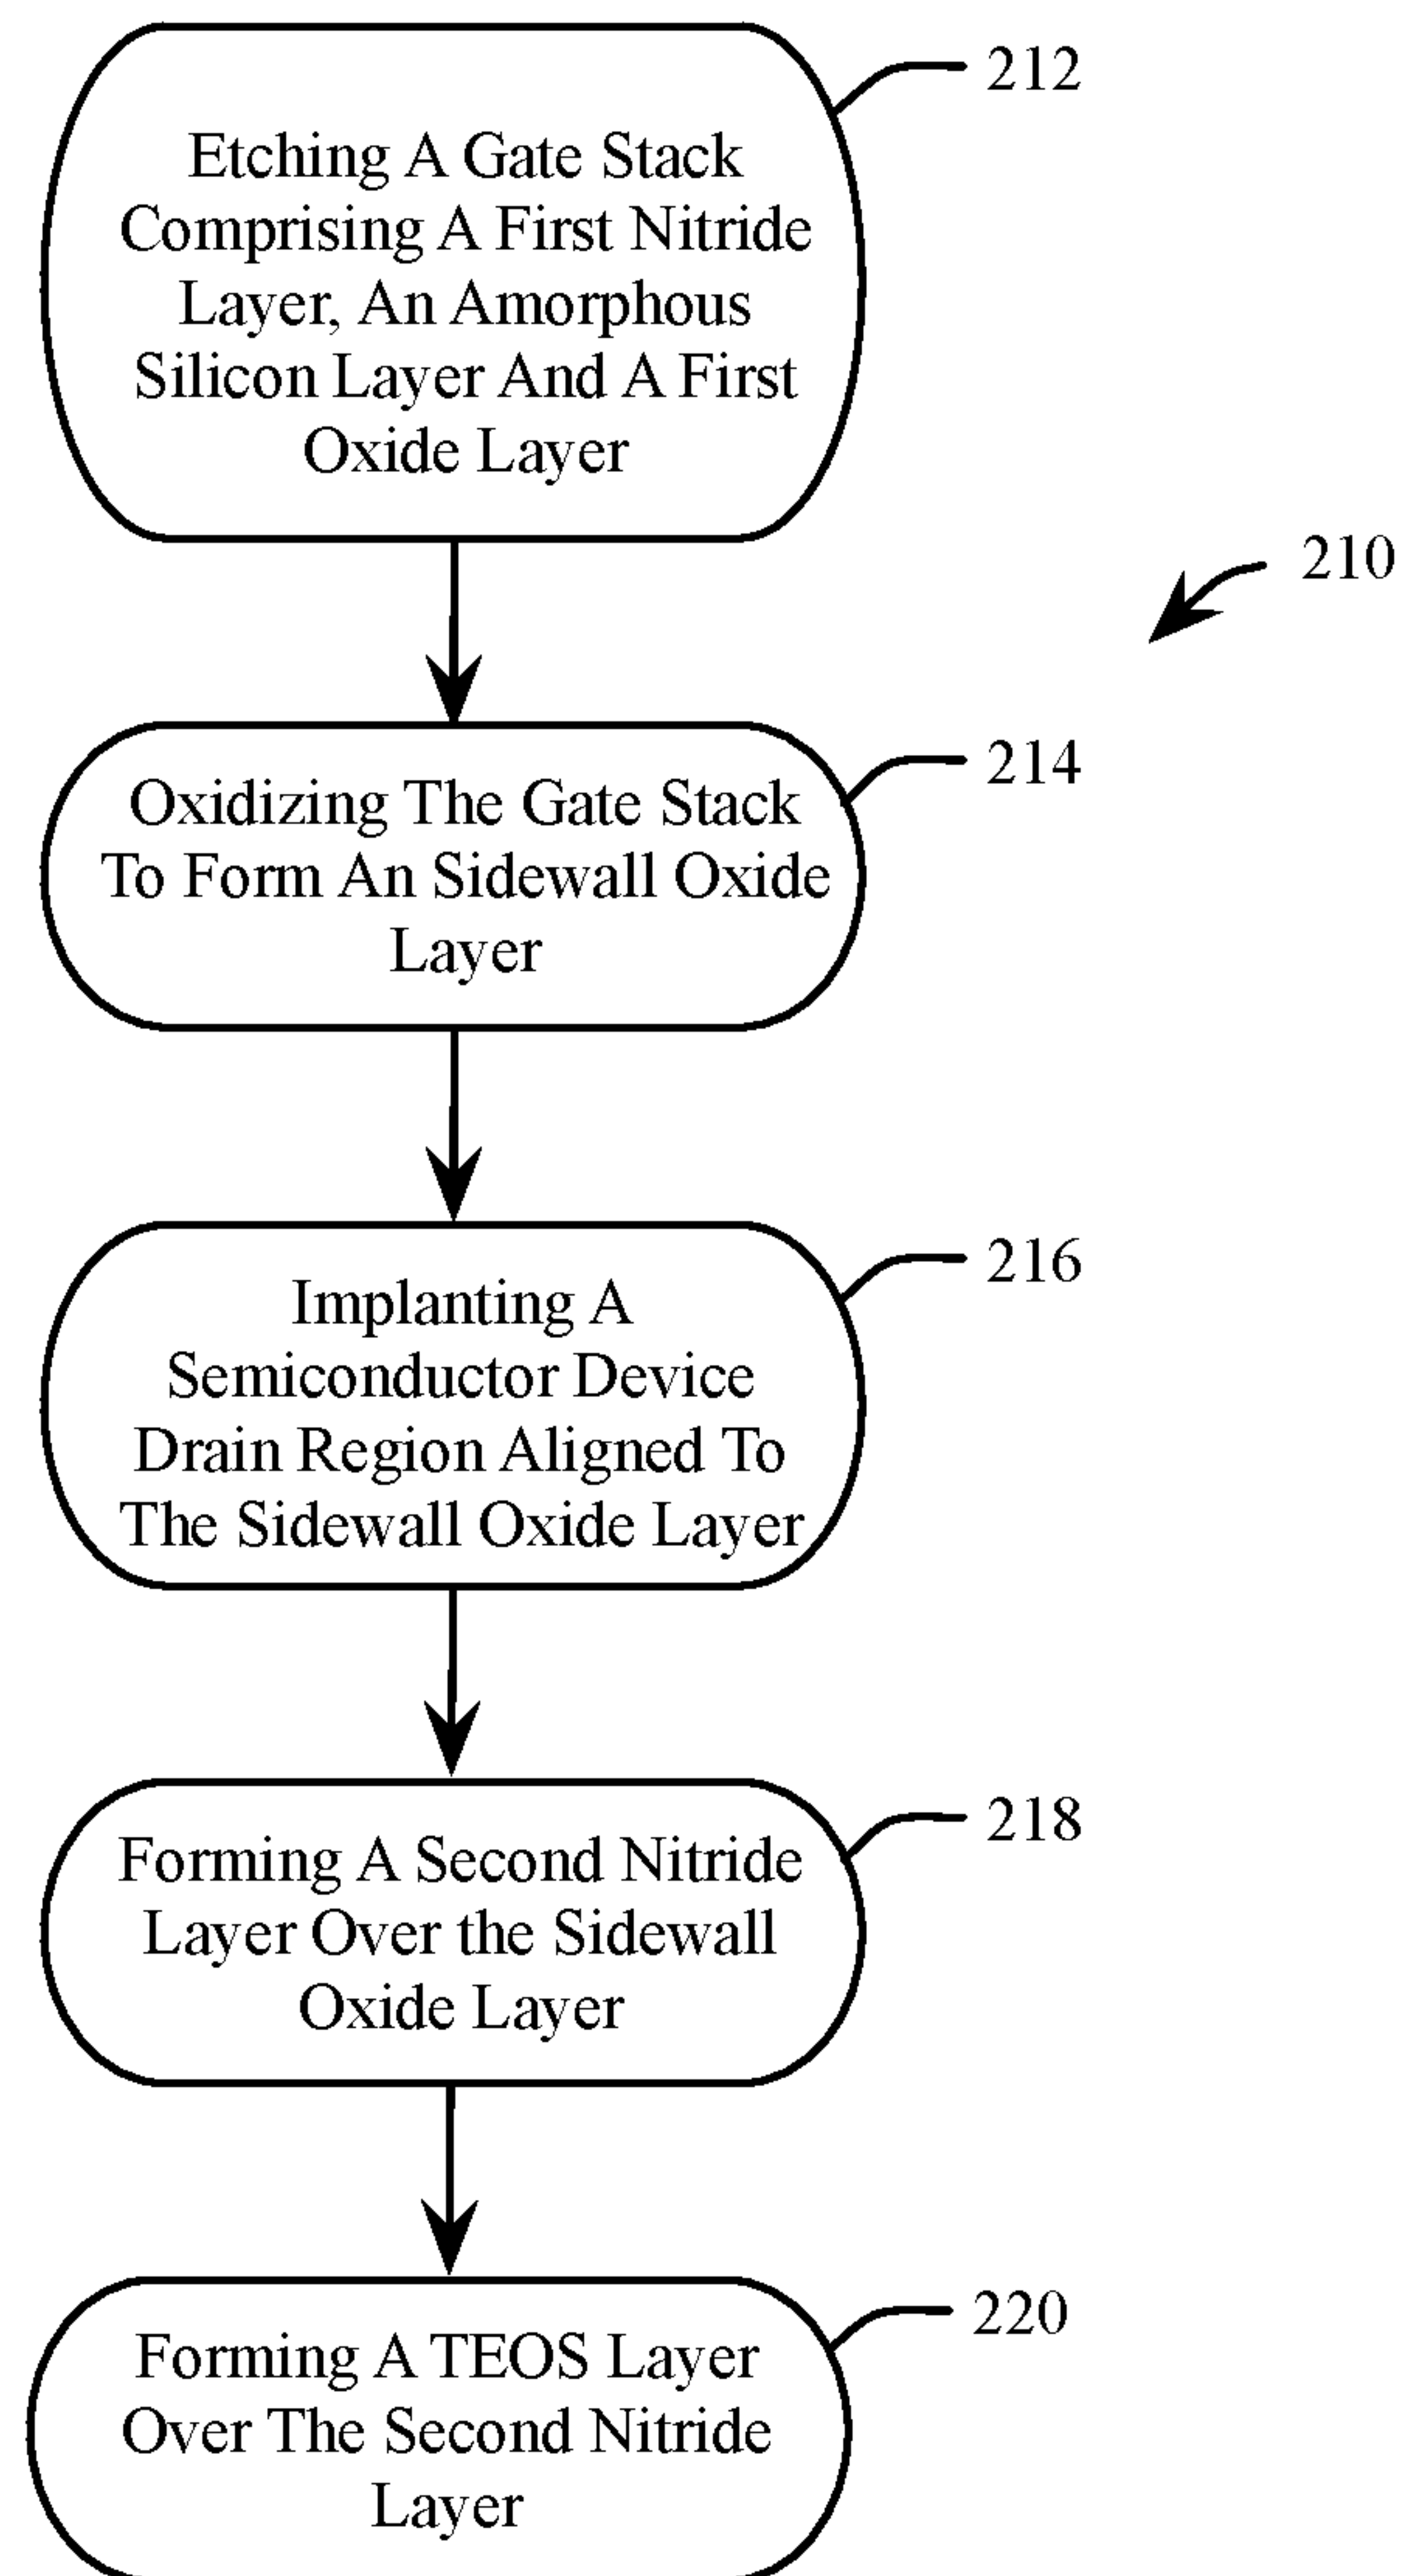 212
Etching A Gate Stack
Comprising A First Nitride
Layer, An Amorphous
Silicon Layer And A First
Oxide Layer
210
214
Oxidizing The Gate Stack
To Form An Sidewall Oxide
Layer
216
Implanting A
Semiconductor Device
Drain Region Aligned To
The Sidewall Oxide Layer
218
Forming A Second Nitride
Layer Over the Sidewall
Oxide Layer
220
Forming A TEOS Layer
Over The Second Nitride
Layer